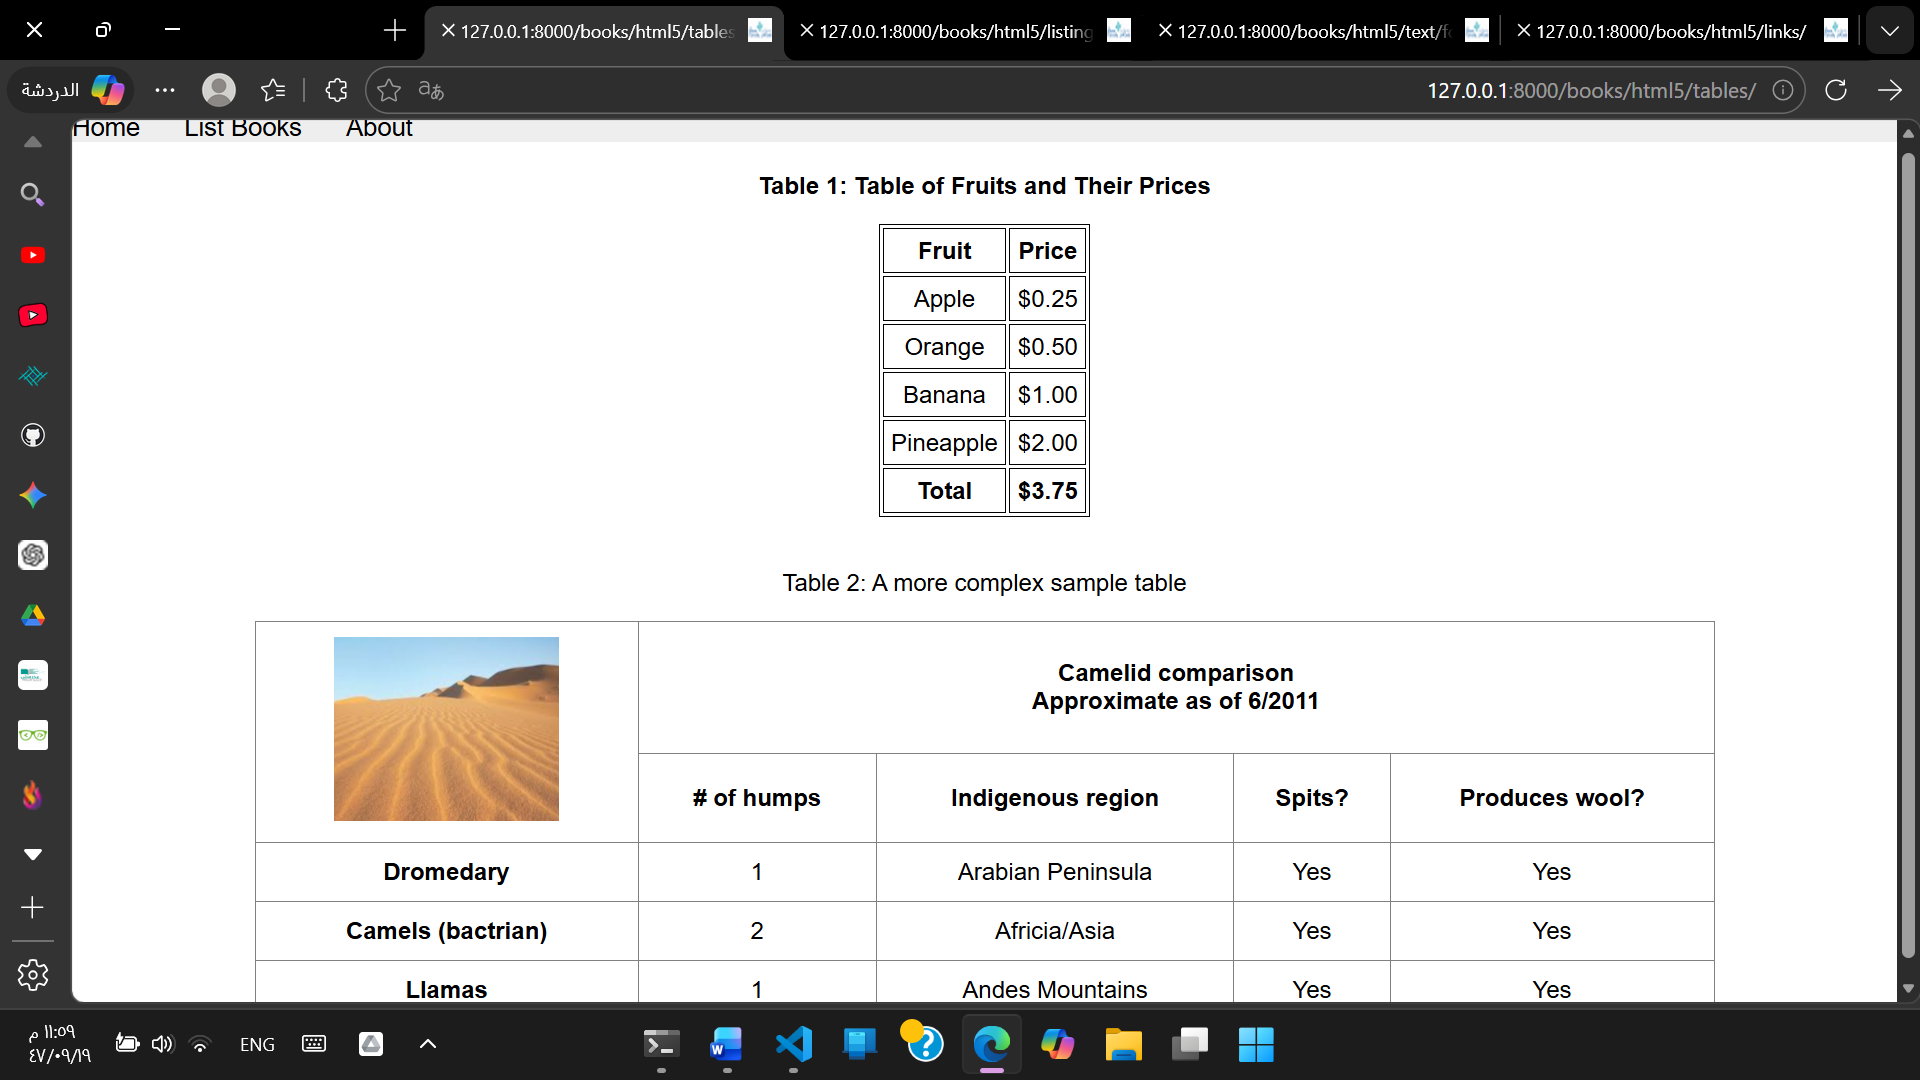 127.0.0.1:8000/books/html5/tables
127.0.0.1:8000/books/html5/listing
127.0.0.1:8000/books/html5/text/f
127.0.0.1:8000/books/html5/links/
الدردشة
aあ
127.0.0.1:8000/books/html5/tables/
Home List Books About
Table 1: Table of Fruits and Their Prices
Fruit Price
Apple $0.25
Orange $0.50
Banana $1.00
Pineapple $2.00
Total $3.75
Table 2: A more complex sample table
Camelid comparison
Approximate as of 6/2011
# of humps Indigenous region Spits? Produces wool?
Dromedary 1 Arabian Peninsula Yes Yes
Camels (bactrian) 2 Africia/Asia Yes Yes
Llamas 1 Andes Mountains Yes Yes
١١:٥٩ م
٤٧/٠٩/١٩
ENG